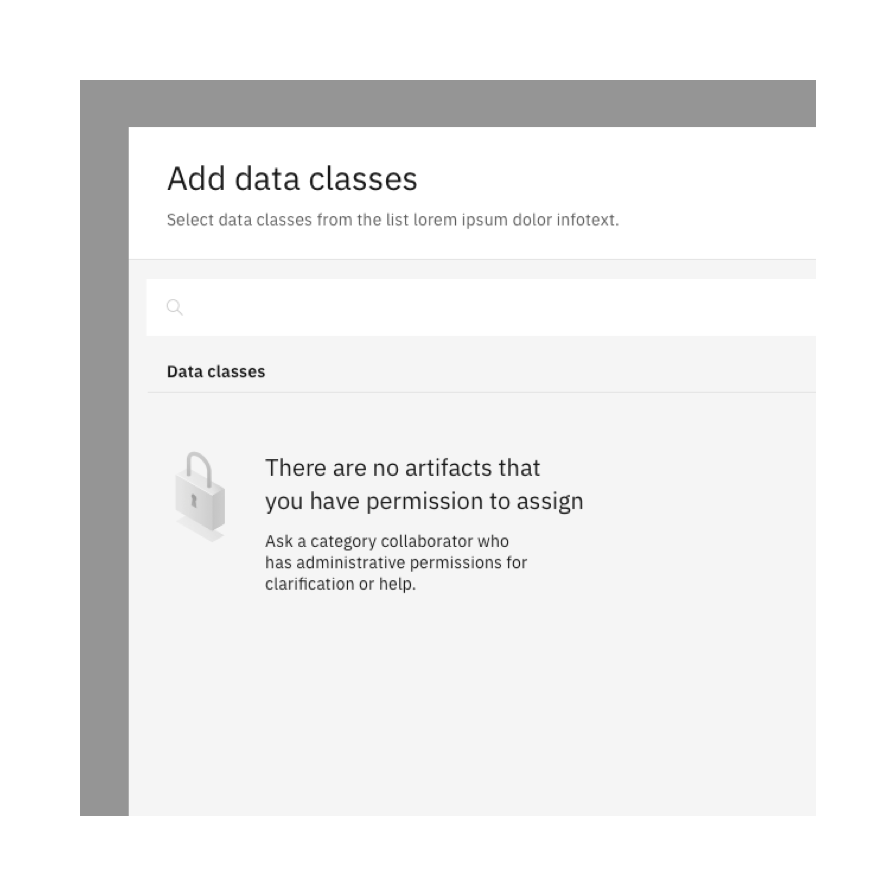 Add data classes
Select data classes from the list lorem ipsum dolor infotext.
Data classes
There are no artifacts that
you have permission to assign
Ask a category collaborator who
has administrative permissions for
clarification or help.